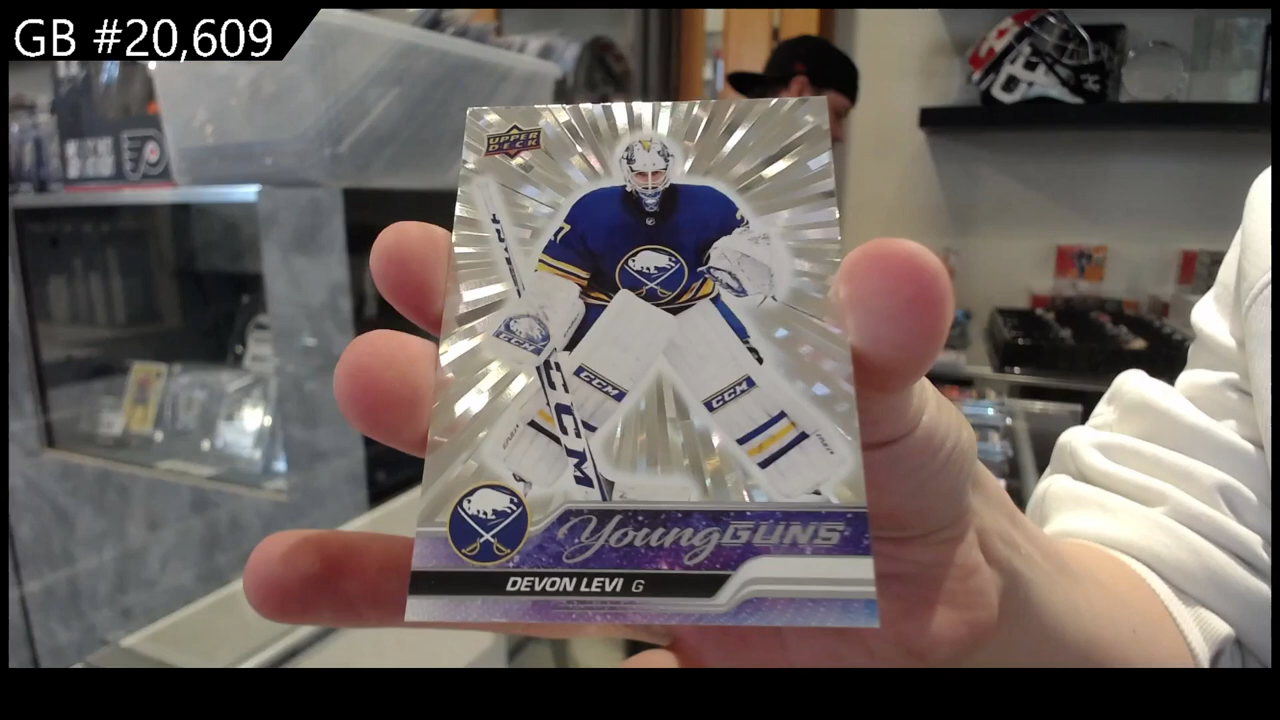 GB #20,609
UPPER
DECK
CCM
CCM
CCM
CCM
Young GUNS
DEVON LEVI G